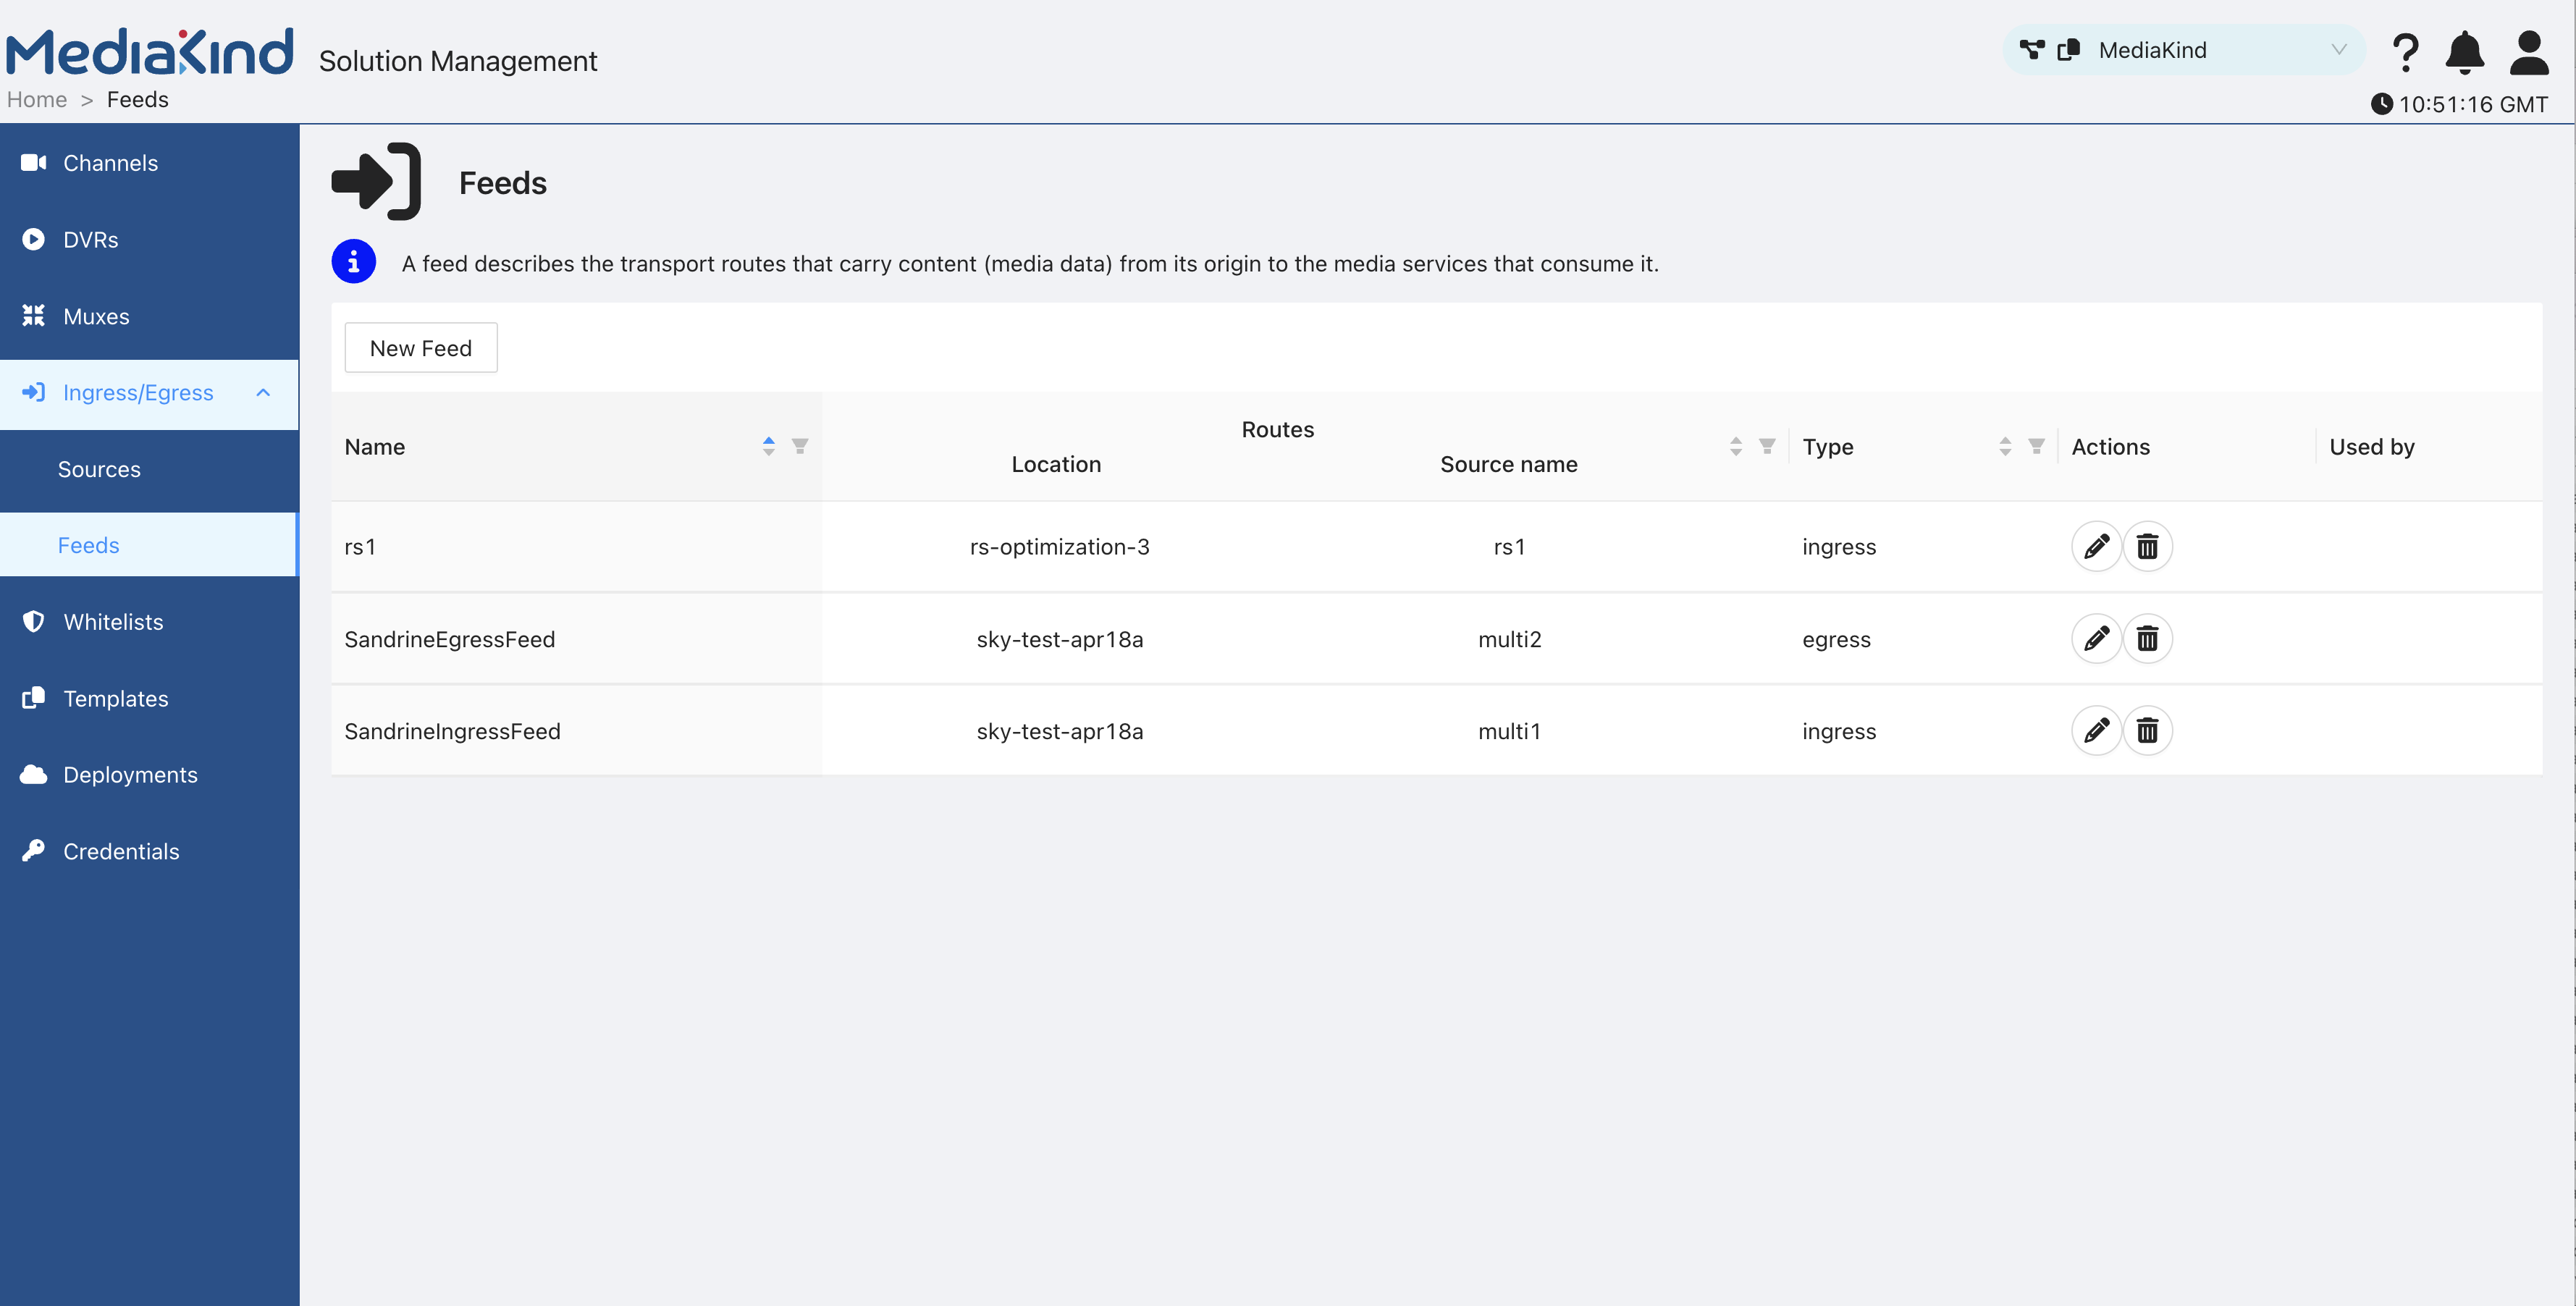 MediaKind
Solution Management
MediaKind
Home > Feeds
10:51:16 GMT
Channels
DVRs
Muxes
Ingress/Egress
Sources
Feeds
Whitelists
Templates
Deployments
Credentials
Feeds
A feed describes the transport routes that carry content (media data) from its origin to the media services that consume it.
New Feed
Name Routes Type Actions Used by
Location Source name
rs1 rs-optimization-3 rs1 ingress
SandrineEgressFeed sky-test-apr18a multi2 egress
SandrineIngressFeed sky-test-apr18a multi1 ingress